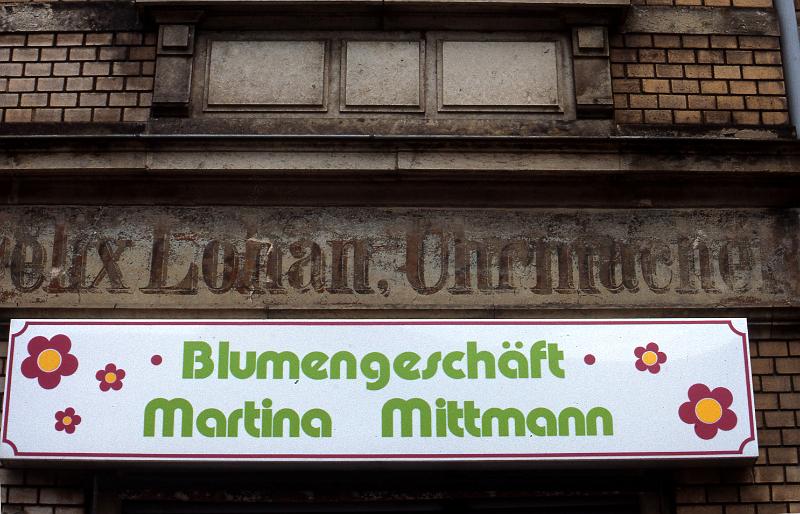 Felix Lohan, Uhrmacher
Blumengeschäft
Martina Mittmann